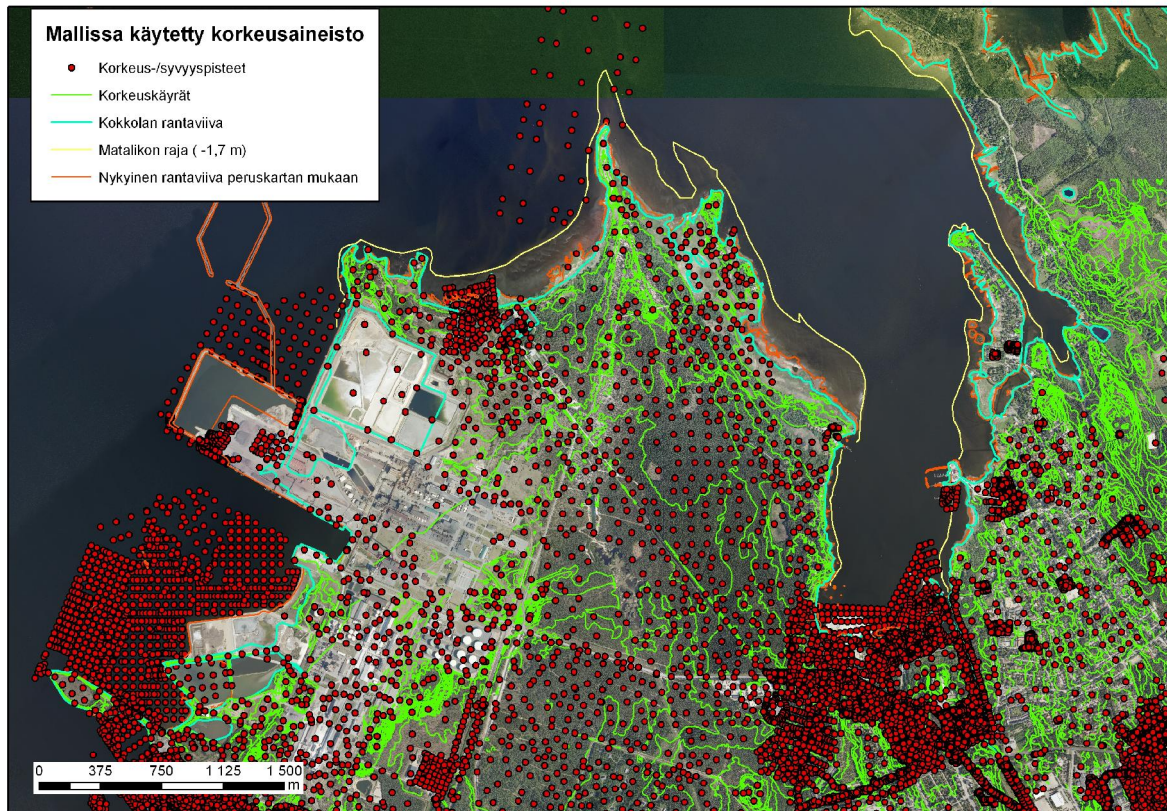 Mallissa käytetty korkeusaineisto
Korkeus-/syvyyspisteet
Korkeuskäyrät
Kokkolan rantaviiva
Matalikon raja ( -1,7 m)
Nykyinen rantaviiva peruskartan mukaan
0 375 750 1 125 1 500
m